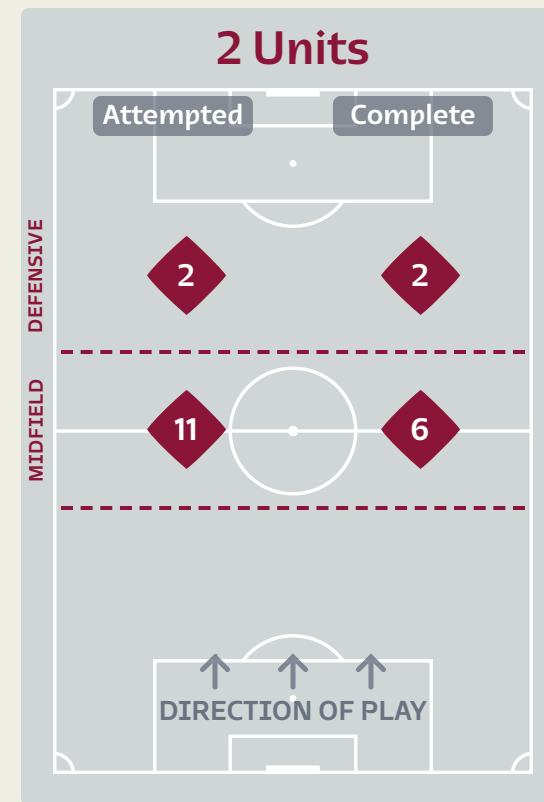 2 Units
Attempted
Complete
DEFENSIVE
2
2
MIDFIELD
11
6
DIRECTION OF PLAY